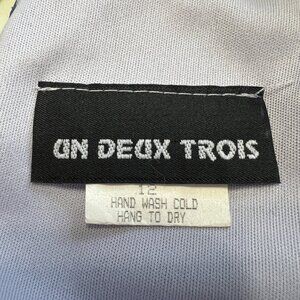 UN DEUX TROIS
12
HAND WASH COLD
HANG TO DRY